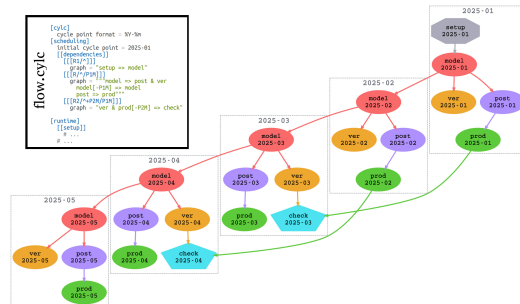 flow.cylc
[cylc]
cycle point format = %Y-%m
[scheduling]
initial cycle point = 2025-01
[[dependencies]]
[[[R1/^]]]
graph = "setup => model"
[[[R/^/P1M]]]
graph = """model => post & ver
model[-P1M] => model
post => prod"""
[[[R2/^+P2M/P1M]]]
graph = "ver & prod[-P2M] => check"
[runtime]
[[setup]]
# ...
# ...
2025-01
setup
2025-01
model
2025-01
ver
2025-01
post
2025-01
prod
2025-01
2025-02
model
2025-02
ver
2025-02
post
2025-02
prod
2025-02
2025-03
model
2025-03
post
2025-03
ver
2025-03
prod
2025-03
check
2025-03
2025-04
model
2025-04
post
2025-04
ver
2025-04
prod
2025-04
check
2025-04
2025-05
model
2025-05
ver
2025-05
post
2025-05
prod
2025-05